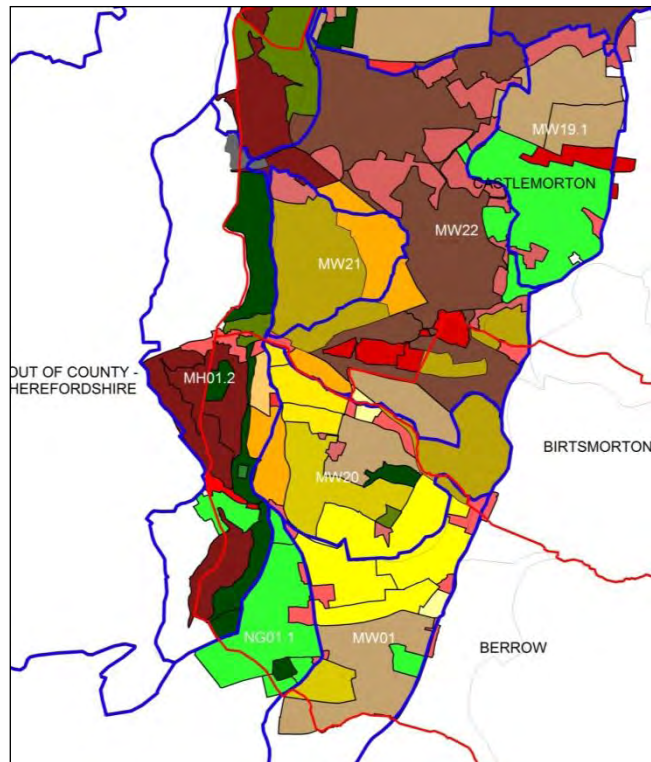 MW19.1
CASTLEMORTON
MW22
MW21
OUT OF COUNTY -
HEREFORDSHIRE
MH01.2
BIRTSMORTON
MW20
NG01.1
MW01
BERROW